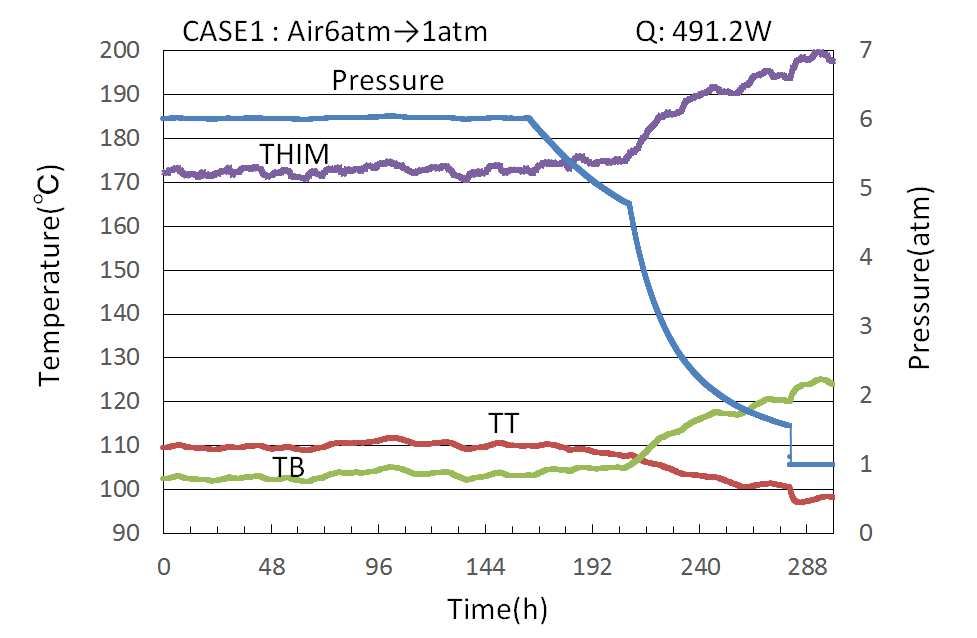 CASE1 : Air6atm→1atm Q: 491.2W
200 7
Pressure
190
180 6
THIM
170
5
160
150 4
140
3
130
120 2
TT
110
TB 1
100
90 0
0 48 96 144 192 240 288
Time(h)
Temperature(℃)
Pressure(atm)